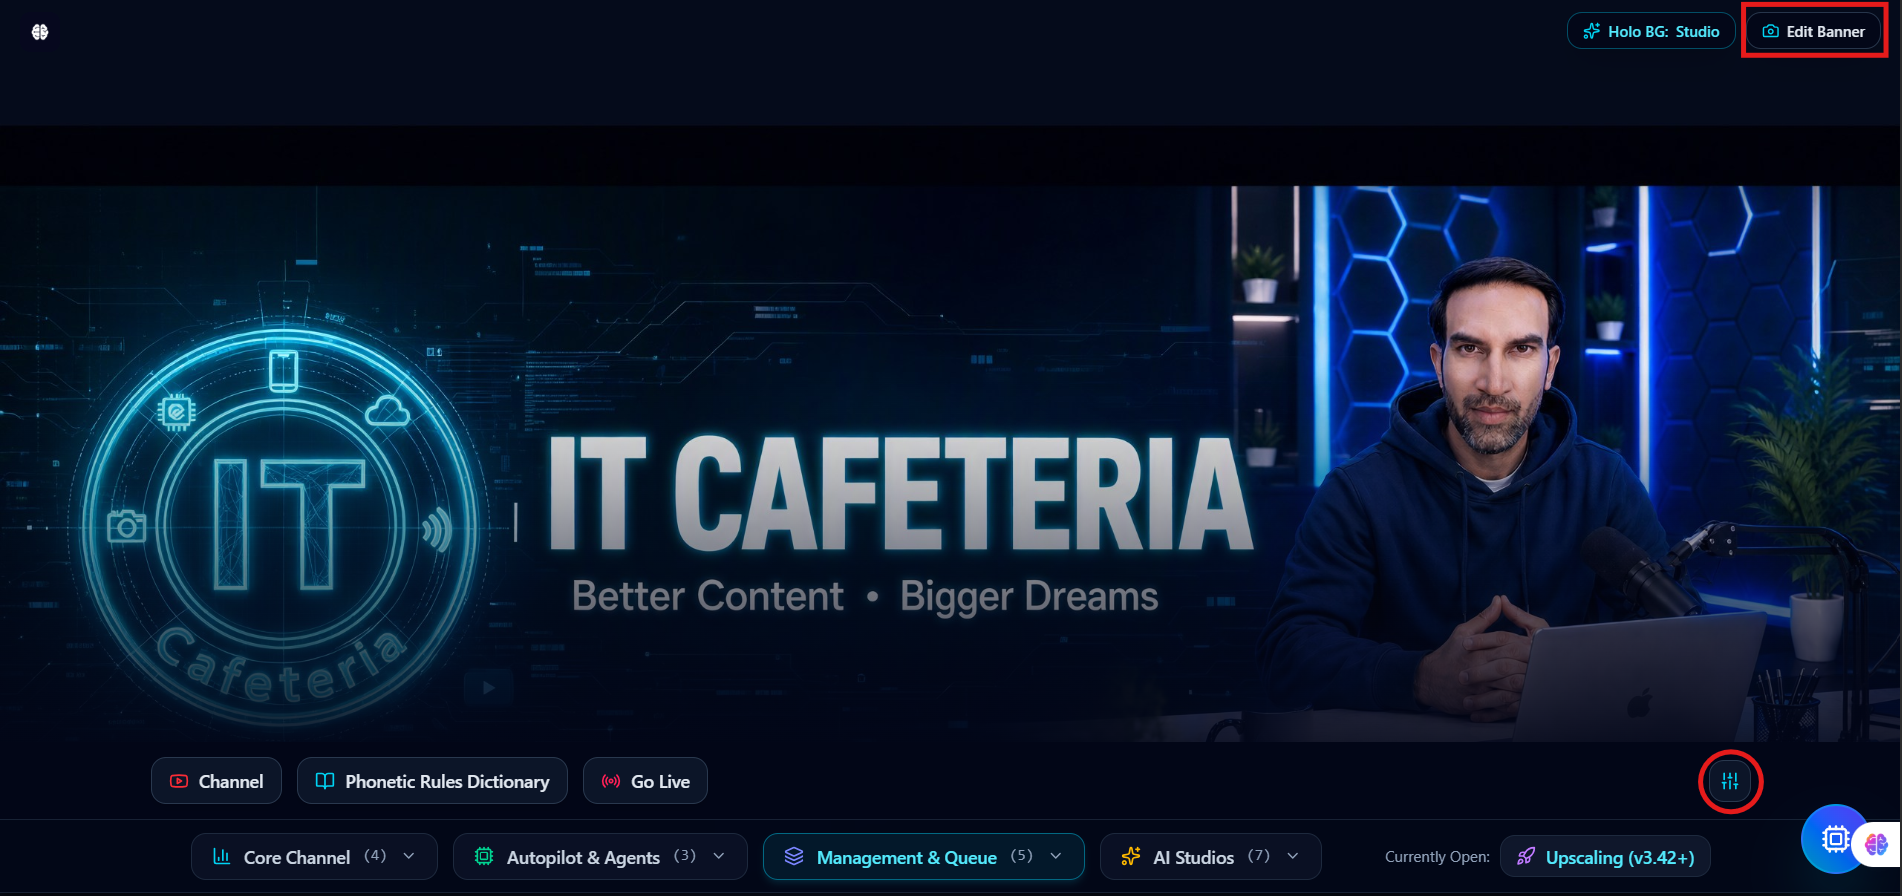 Holo BG: Studio
Edit Banner
IT
Cafeteria
IT CAFETERIA
Better Content • Bigger Dreams
Channel
Phonetic Rules Dictionary
Go Live
Core Channel (4)
Autopilot & Agents (3)
Management & Queue (5)
AI Studios (7)
Currently Open:
Upscaling (v3.42+)